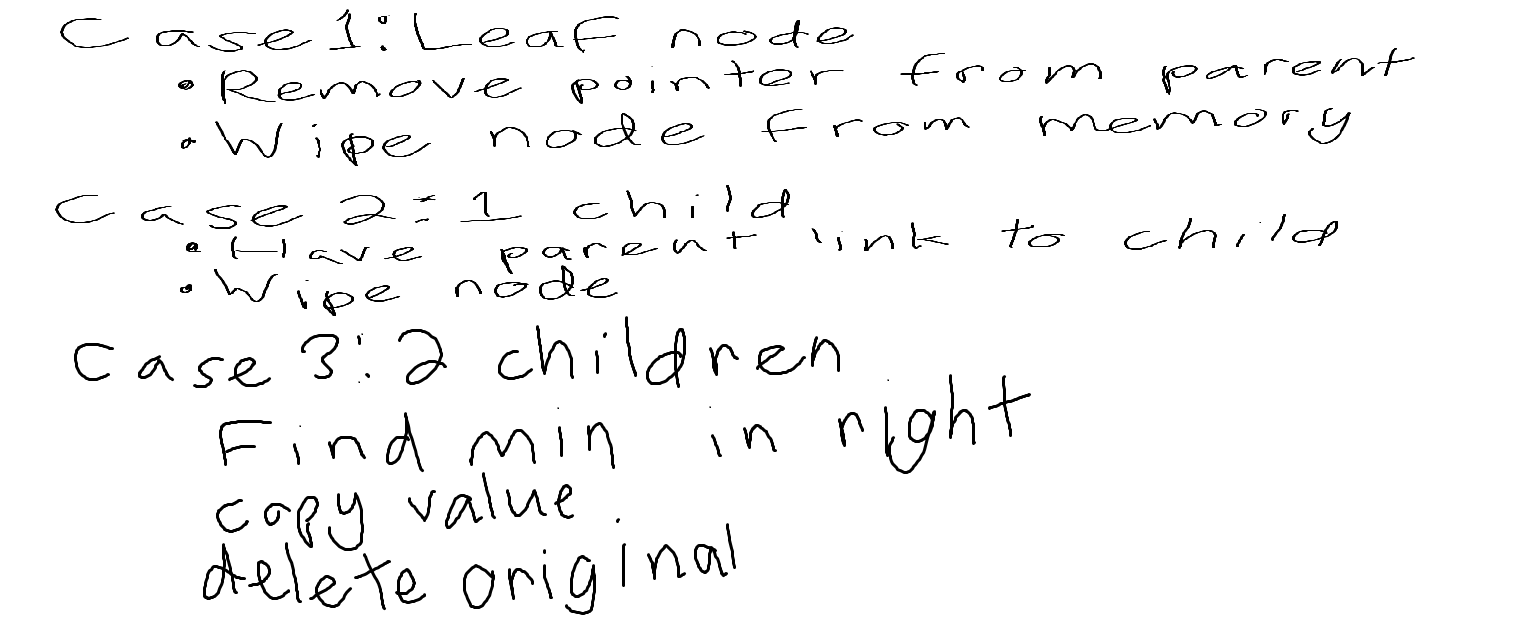 Case 1: Leaf node
• Remove pointer from parent
• Wipe node from memory
Case 2: 1 child
• Have parent link to child
• Wipe node
Case 3: 2 children
Find min in right
copy value
delete original